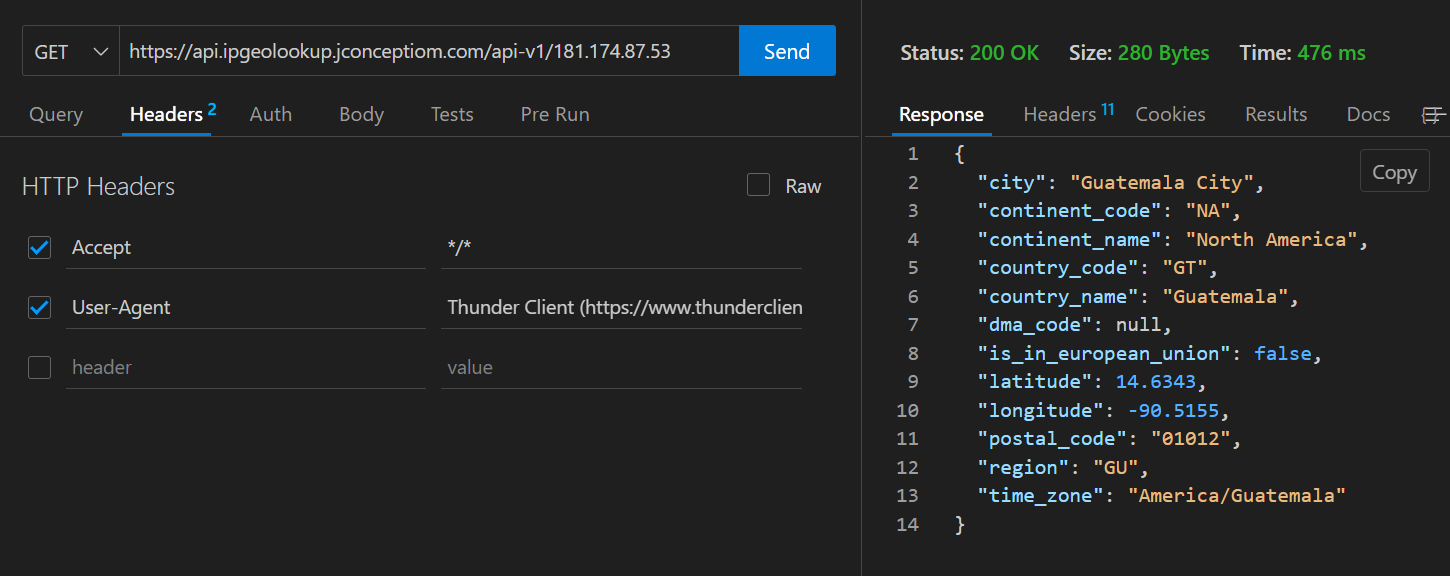 GET https://api.ipgeolookup.jconceptiom.com/api-v1/181.174.87.53 Send
Query Headers 2 Auth Body Tests Pre Run
HTTP Headers Raw
Accept */*
User-Agent Thunder Client (https://www.thunderclien
header value
Status: 200 OK Size: 280 Bytes Time: 476 ms
Response Headers 11 Cookies Results Docs
Copy
1 {
2 "city": "Guatemala City",
3 "continent_code": "NA",
4 "continent_name": "North America",
5 "country_code": "GT",
6 "country_name": "Guatemala",
7 "dma_code": null,
8 "is_in_european_union": false,
9 "latitude": 14.6343,
10 "longitude": -90.5155,
11 "postal_code": "01012",
12 "region": "GU",
13 "time_zone": "America/Guatemala"
14 }